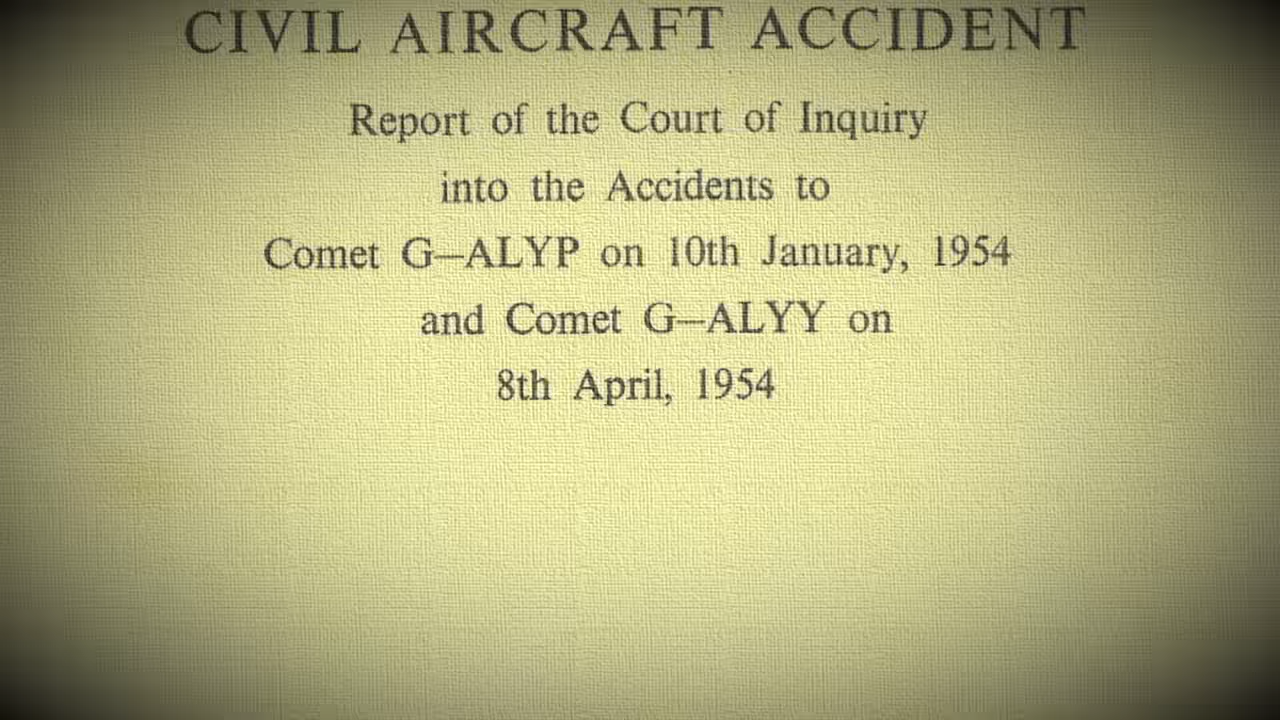 CIVIL AIRCRAFT ACCIDENT
Report of the Court of Inquiry
into the Accidents to
Comet G—ALYP on 10th January, 1954
and Comet G—ALYY on
8th April, 1954